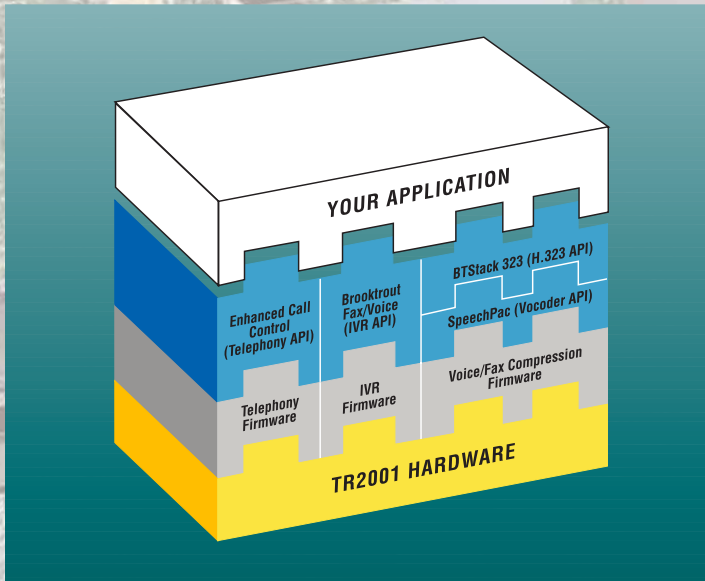 YOUR APPLICATION
Enhanced Call
Control
(Telephony API)
Brooktrout
Fax/Voice
(IVR API)
BTStack 323 (H.323 API)
SpeechPac (Vocoder API)
Telephony
Firmware
IVR
Firmware
Voice/Fax Compression
Firmware
TR2001 HARDWARE